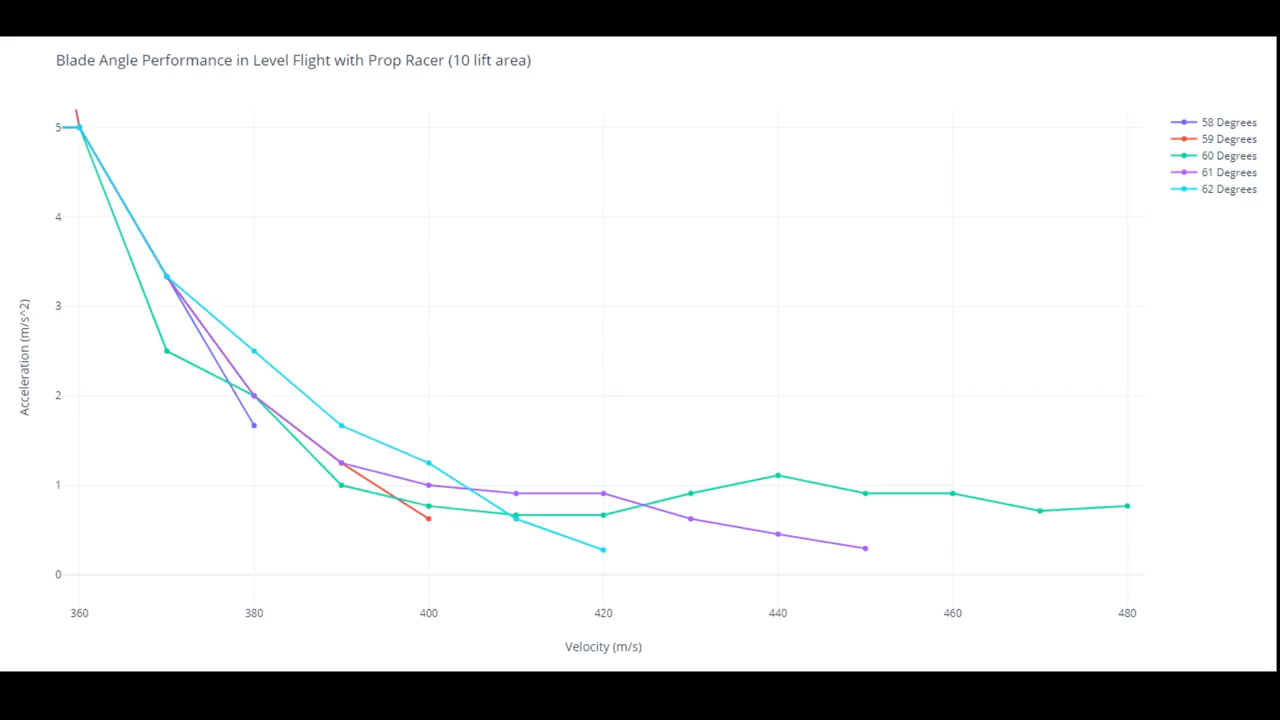 Blade Angle Performance in Level Flight with Prop Racer (10 lift area)
58 Degrees
59 Degrees
60 Degrees
61 Degrees
62 Degrees
5
4
3
2
1
0
Acceleration (m/s^2)
360
380
400
420
440
460
480
Velocity (m/s)